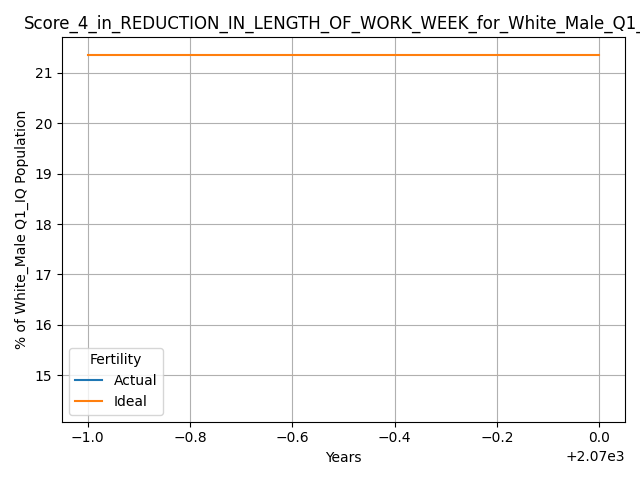 Score_4_in_REDUCTION_IN_LENGTH_OF_WORK_WEEK_for_White_Male_Q1_
% of White_Male Q1_IQ Population
21
20
19
18
17
16
15
Fertility
Actual
Ideal
−1.0 −0.8 −0.6 −0.4 −0.2 0.0
Years
+2.07e3